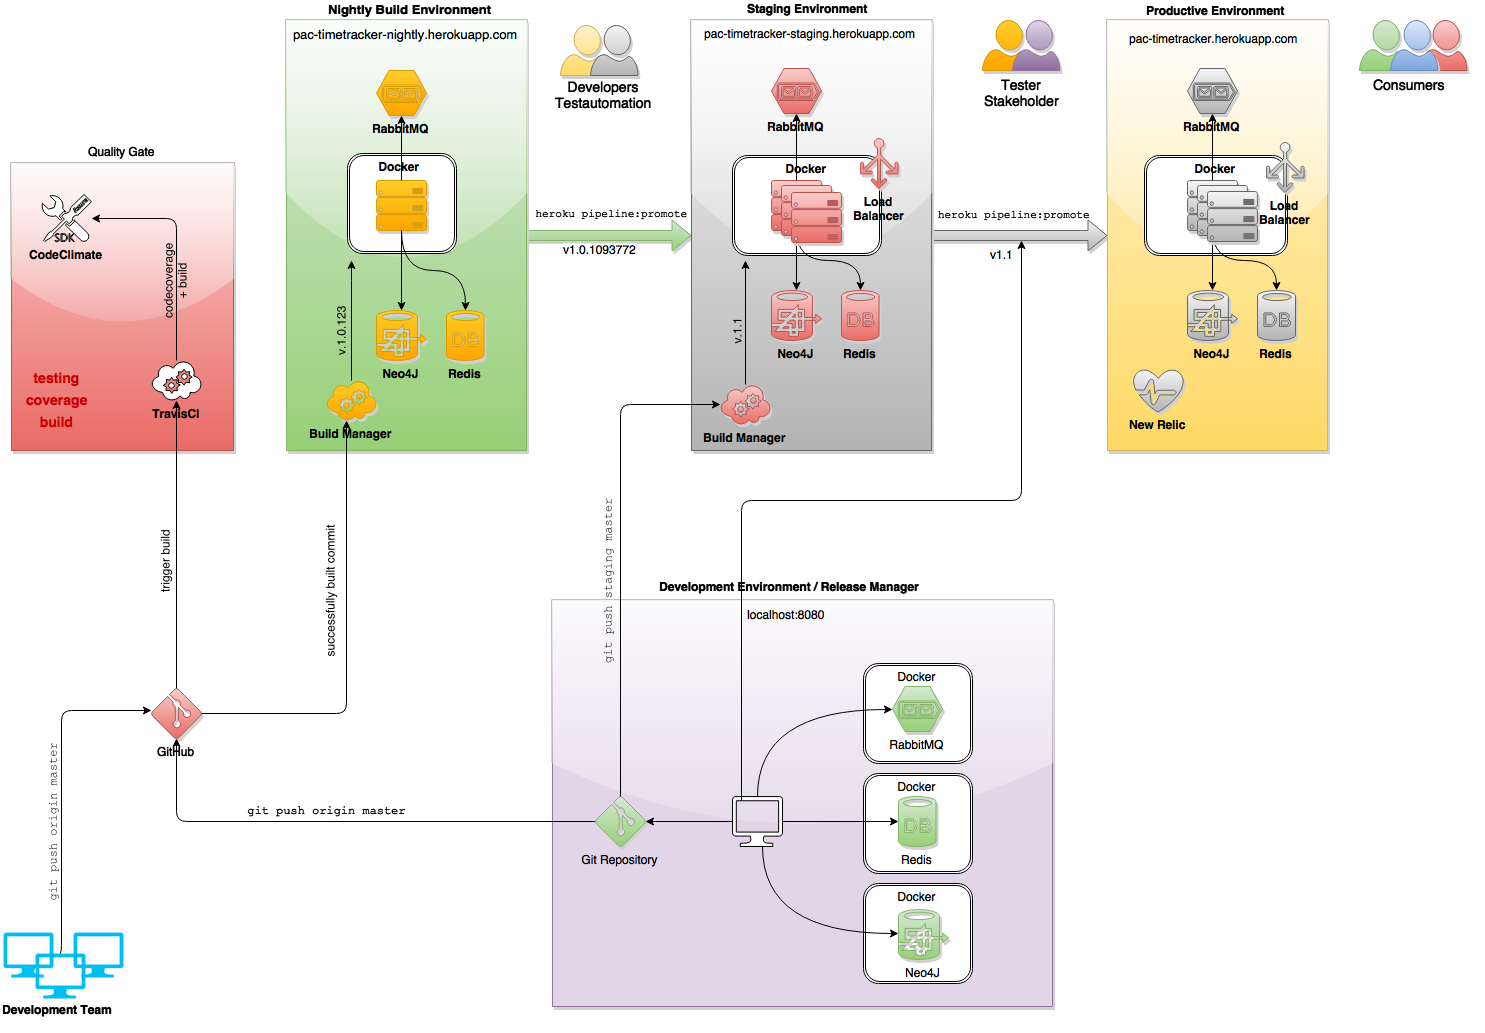 Nightly Build Environment
pac-timetracker-nightly.herokuapp.com
RabbitMQ
Docker
Neo4J
Redis
v.1.0.123
Build Manager
Developers
Testautomation
heroku pipeline:promote
v1.0.1093772
Staging Environment
pac-timetracker-staging.herokuapp.com
RabbitMQ
Docker
Load
Balancer
DB
Neo4J
Redis
v.1.1
Build Manager
Tester
Stakeholder
heroku pipeline:promote
v1.1
Productive Environment
pac-timetracker.herokuapp.com
RabbitMQ
Docker
Load
Balancer
DB
Neo4J
Redis
New Relic
Consumers
Quality Gate
SDK
CodeClimate
codecoverage
+ build
testing
coverage
build
TravisCI
DB
trigger build
successfully built commit
GitHub
git push origin master
git push origin master
Development Team
git push staging master
Development Environment / Release Manager
localhost:8080
Git Repository
Docker
RabbitMQ
Docker
DB
Redis
Docker
Neo4J